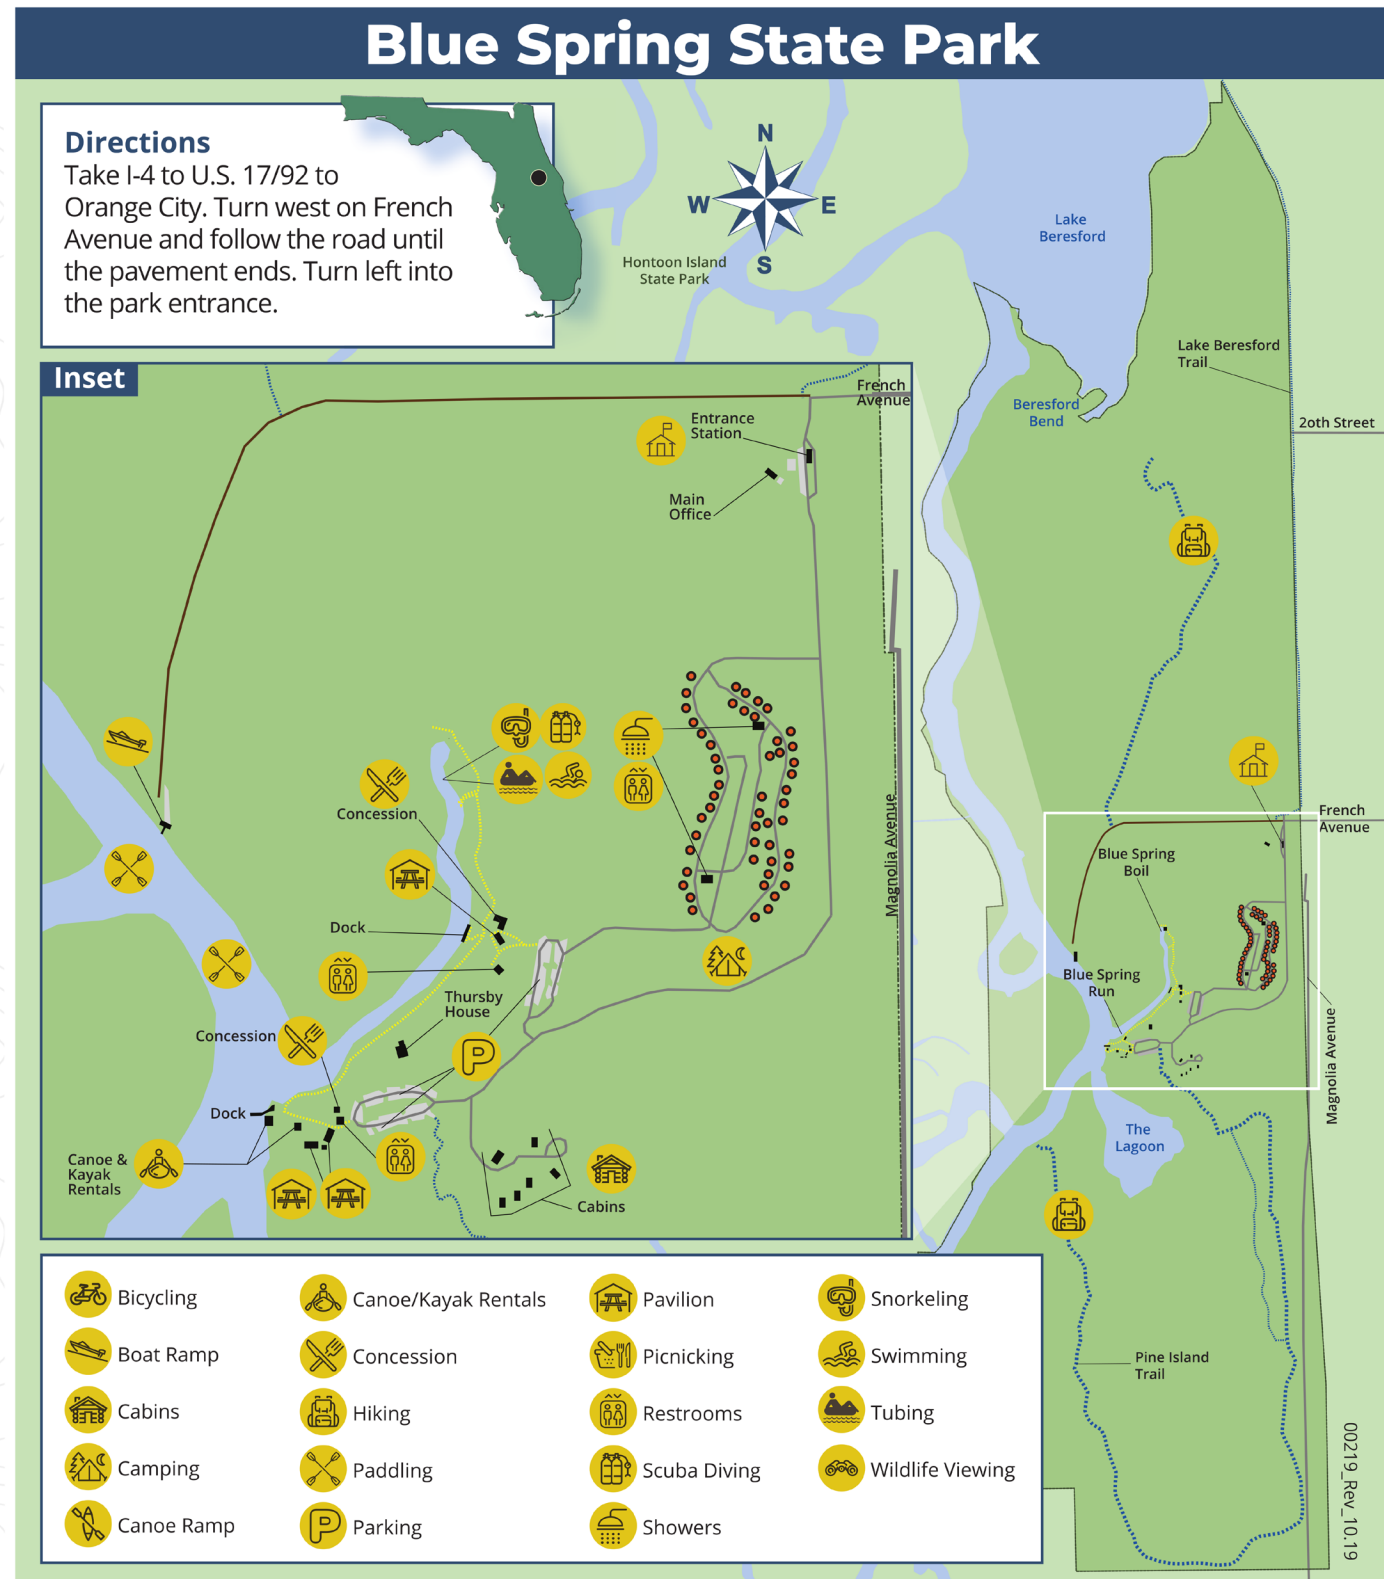 Blue Spring State Park
Directions
Take I-4 to U.S. 17/92 to
Orange City. Turn west on French
Avenue and follow the road until
the pavement ends. Turn left into
the park entrance.
N
W
E
S
Hontoon Island
State Park
Lake
Beresford
Lake Beresford
Trail
Beresford
Bend
2oth Street
Inset
French
Avenue
Entrance
Station
Main
Office
Concession
Dock
Thursby
House
Concession
P
Dock
Canoe &
Kayak
Rentals
Cabins
Magnolia Avenue
French
Avenue
Blue Spring
Boil
Blue Spring
Run
Magnolia Avenue
The
Lagoon
Pine Island
Trail
Bicycling
Boat Ramp
Cabins
Camping
Canoe Ramp
Canoe/Kayak Rentals
Concession
Hiking
Paddling
P
Parking
Pavilion
Picnicking
Restrooms
Scuba Diving
Showers
Snorkeling
Swimming
Tubing
Wildlife Viewing
00219_Rev_10.19